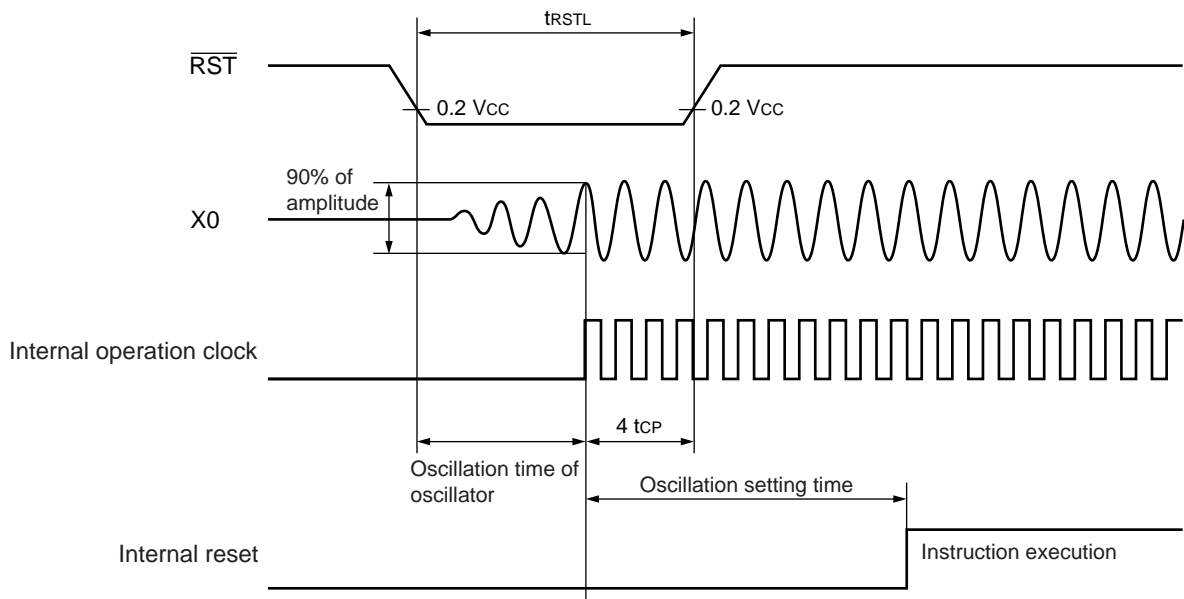 tRSTL
RST
0.2 VCC
0.2 VCC
90% of
amplitude
X0
Internal operation clock
4 tCP
Oscillation time of
oscillator
Oscillation setting time
Internal reset
Instruction execution